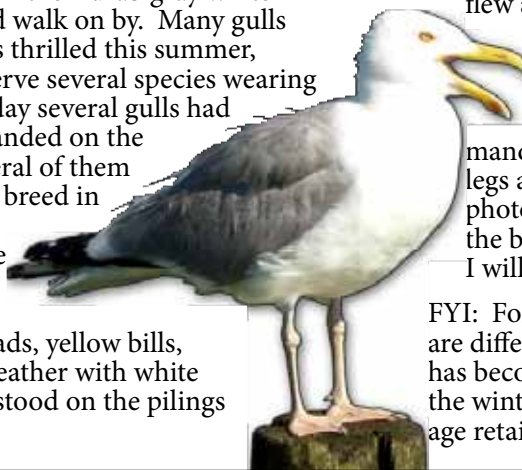 d walk on by. Many gulls
s thrilled this summer,
erve several species wearing
day several gulls had
anded on the
eral of them
breed in
e
ads, yellow bills,
eather with white
stood on the pilings
flew a
mand
legs a
photo
the b
I will
FYI: Fo
are diffe
has beco
the wint
age retai